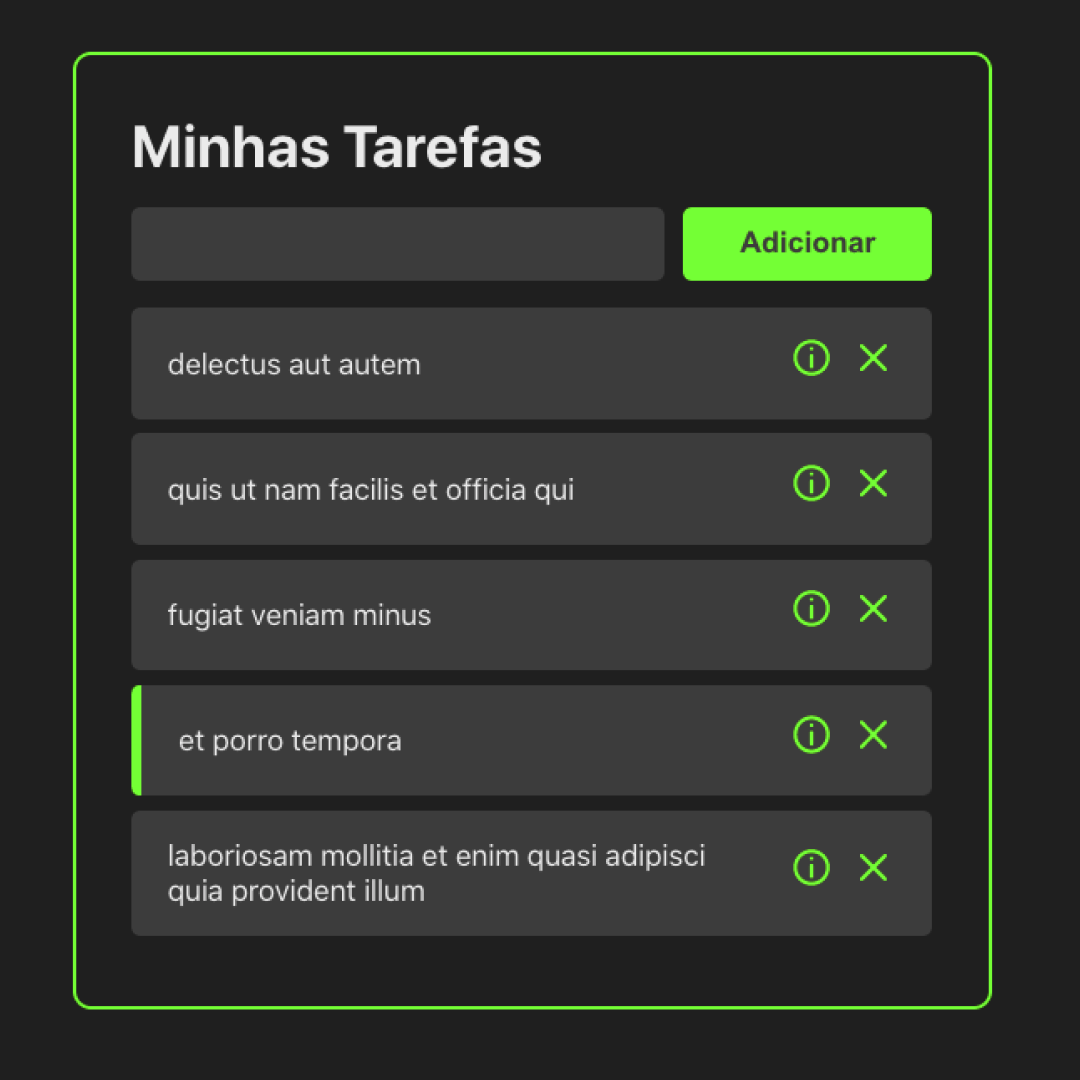 Minhas Tarefas
Adicionar
delectus aut autem
quis ut nam facilis et officia qui
fugiat veniam minus
et porro tempora
laboriosam mollitia et enim quasi adipisci
quia provident illum